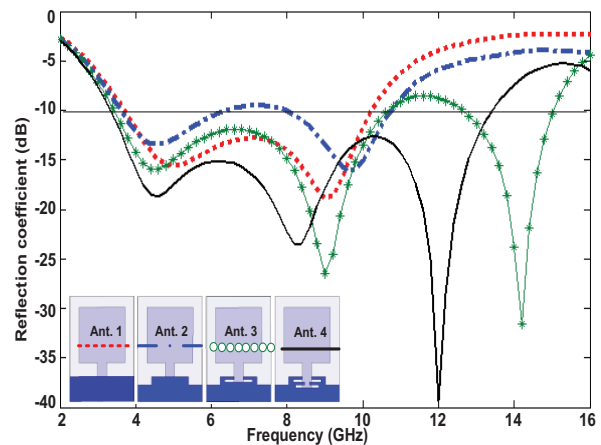 0
-5
-10
-15
-20
-25
-30
-35
-40
Reflection coefficient (dB)
Ant. 1
Ant. 2
Ant. 3
Ant. 4
2
4
6
8
10
12
14
16
Frequency (GHz)